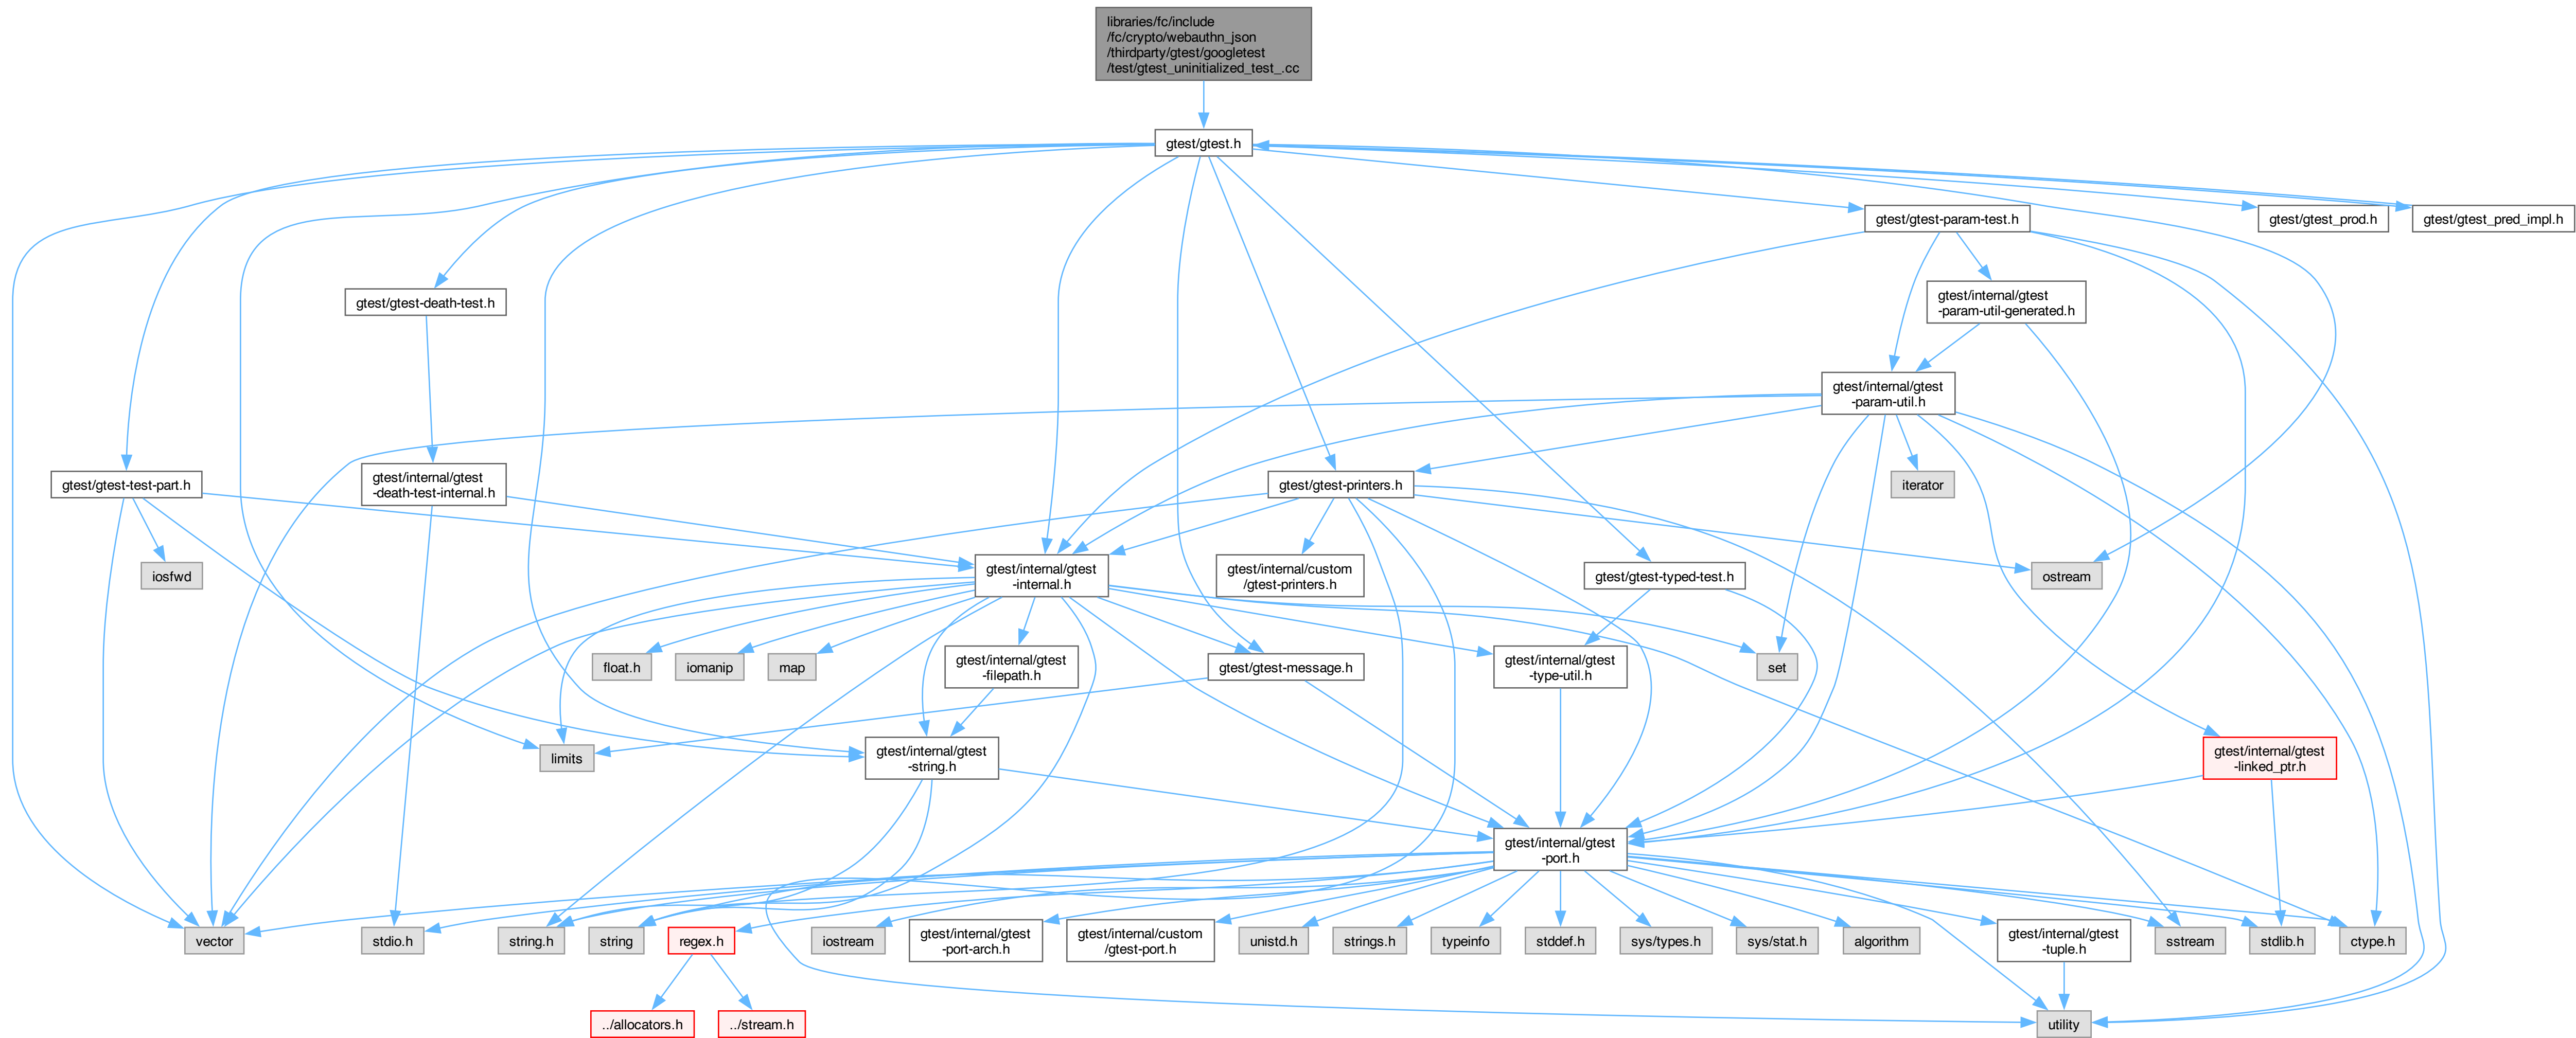 libraries/fc/include
/fc/crypto/webauthn_json
/thirdparty/gtest/googletest
/test/gtest_uninitialized_test_.cc
gtest/gtest.h
gtest/gtest-param-test.h
gtest/gtest_prod.h
gtest/gtest_pred_impl.h
gtest/gtest-death-test.h
gtest/internal/gtest
-param-util-generated.h
gtest/internal/gtest
-param-util.h
gtest/gtest-test-part.h
gtest/internal/gtest
-death-test-internal.h
gtest/gtest-printers.h
iterator
iosfwd
gtest/internal/gtest
-internal.h
gtest/internal/custom
/gtest-printers.h
gtest/gtest-typed-test.h
ostream
float.h
iomanip
map
gtest/internal/gtest
-filepath.h
gtest/gtest-message.h
gtest/internal/gtest
-type-util.h
set
limits
gtest/internal/gtest
-string.h
gtest/internal/gtest
-linked_ptr.h
gtest/internal/gtest
-port.h
vector
stdio.h
string.h
string
regex.h
iostream
gtest/internal/gtest
-port-arch.h
gtest/internal/custom
/gtest-port.h
unistd.h
strings.h
typeinfo
stddef.h
sys/types.h
sys/stat.h
algorithm
gtest/internal/gtest
-tuple.h
sstream
stdlib.h
ctype.h
../allocators.h
../stream.h
utility